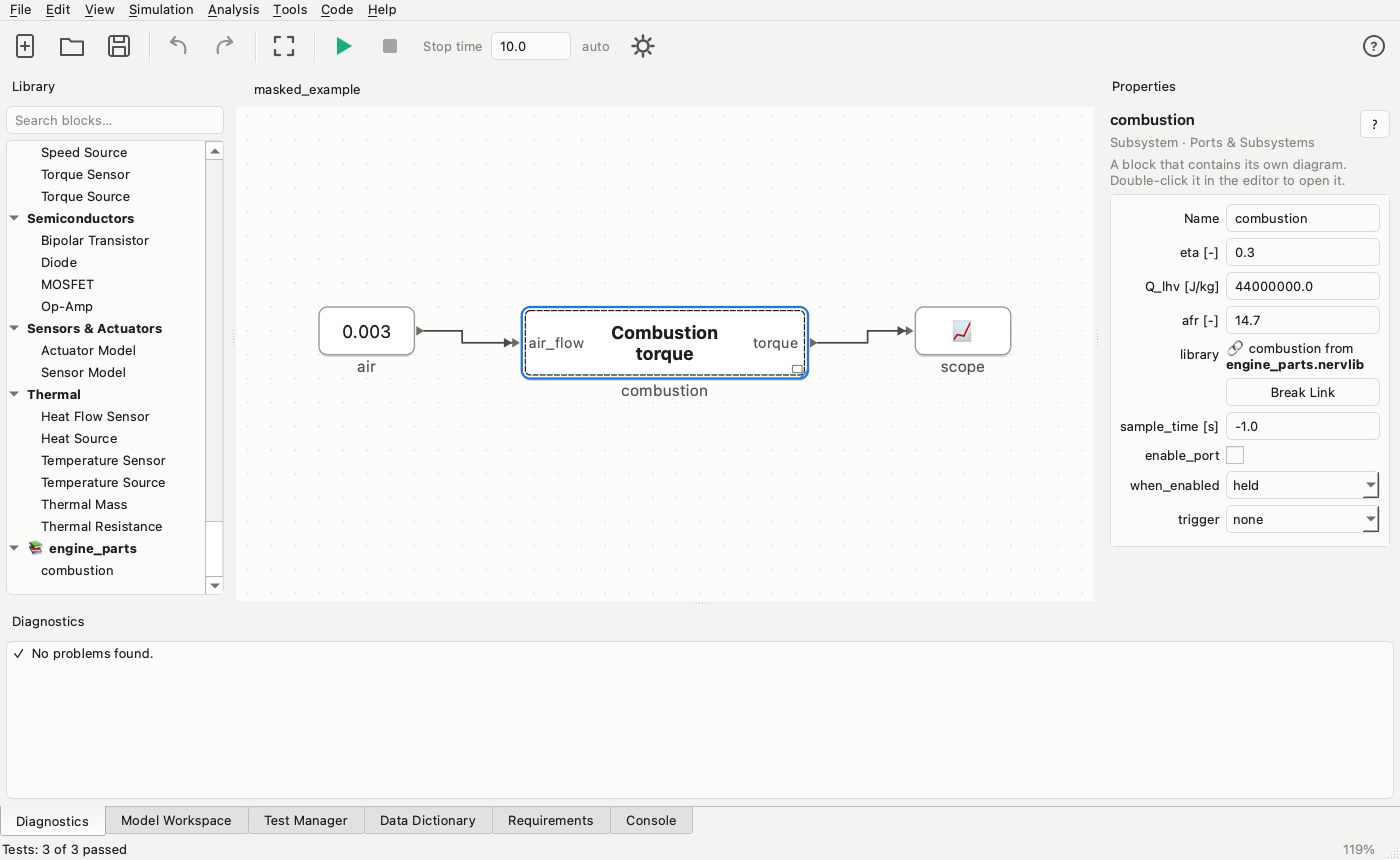 File Edit View Simulation Analysis Tools Code Help
Stop time 10.0 auto
Library
Search blocks...
Speed Source
Torque Sensor
Torque Source
Semiconductors
Bipolar Transistor
Diode
MOSFET
Op-Amp
Sensors & Actuators
Actuator Model
Sensor Model
Thermal
Heat Flow Sensor
Heat Source
Temperature Sensor
Temperature Source
Thermal Mass
Thermal Resistance
engine_parts
combustion
masked_example
0.003
air
air_flow
Combustion
torque
torque
combustion
scope
Properties
combustion
?
Subsystem · Ports & Subsystems
A block that contains its own diagram.
Double-click it in the editor to open it.
Name combustion
eta [-] 0.3
Q_lhv [J/kg] 44000000.0
afr [-] 14.7
library combustion from
engine_parts.nervlib
Break Link
sample_time [s] -1.0
enable_port
when_enabled held
trigger none
Diagnostics
✓ No problems found.
Diagnostics Model Workspace Test Manager Data Dictionary Requirements Console
Tests: 3 of 3 passed
119%